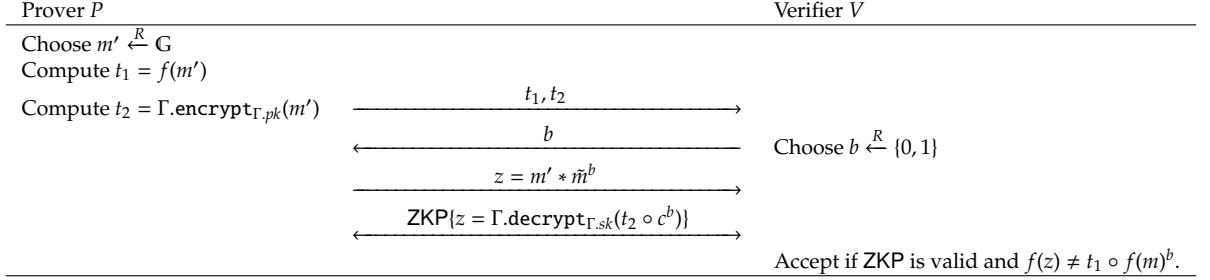 Prover P Verifier V
Choose m′ ←R 𝔾
Compute t₁ = f(m′)
Compute t₂ = Γ.encrypt_Γ.pk(m′) t₁, t₂
b Choose b ←R {0, 1}
z = m′ ∗ m̃ᵇ
ZKP{z = Γ.decrypt_Γ.sk(t₂ ∘ cᵇ)}
Accept if ZKP is valid and f(z) ≠ t₁ ∘ f(m)ᵇ.